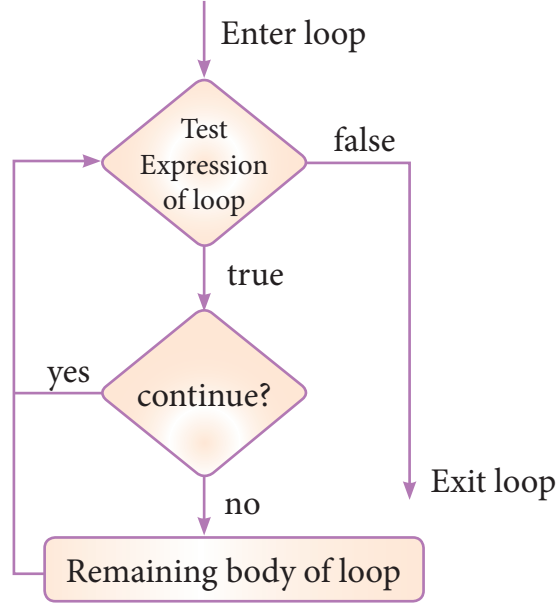 Enter loop
Test
Expression
of loop
false
true
yes
continue?
Exit loop
no
Remaining body of loop